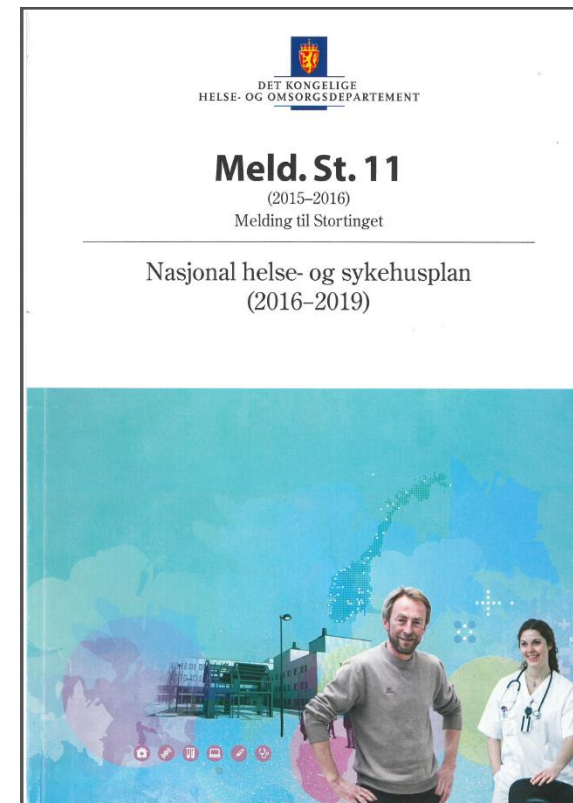 DET KONGELIGE
HELSE- OG OMSORGSDEPARTEMENT
Meld. St. 11
(2015–2016)
Melding til Stortinget
Nasjonal helse- og sykehusplan
(2016–2019)